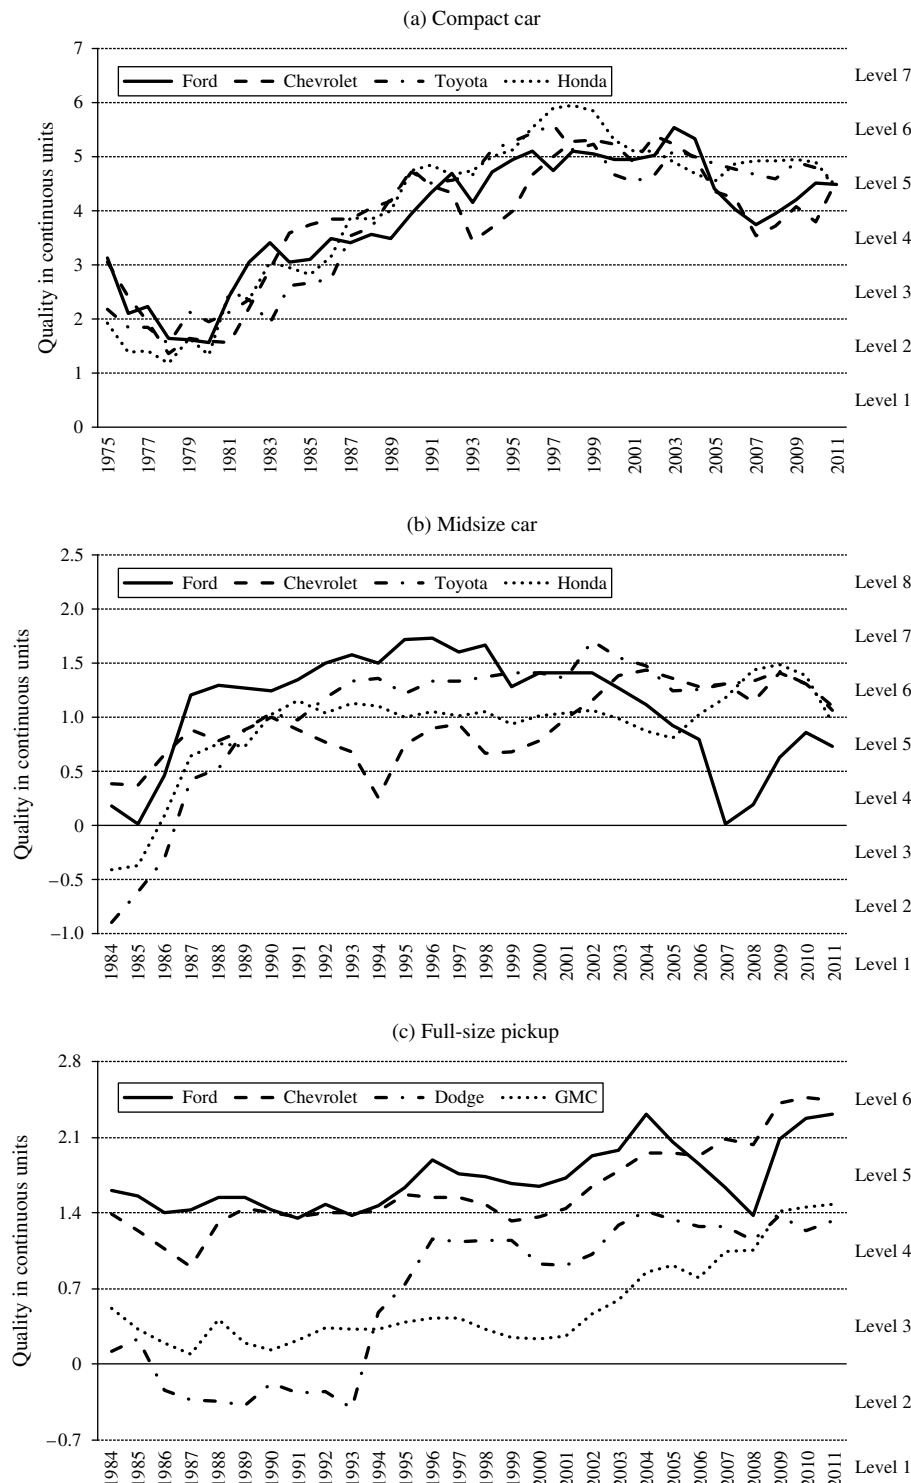 (a) Compact car
Quality in continuous units
7
6
5
4
3
2
1
0
Ford Chevrolet Toyota Honda
Level 7
Level 6
Level 5
Level 4
Level 3
Level 2
Level 1
1975 1977 1979 1981 1983 1985 1987 1989 1991 1993 1995 1997 1999 2001 2003 2005 2007 2009 2011
(b) Midsize car
Quality in continuous units
2.5
2.0
1.5
1.0
0.5
0
−0.5
−1.0
Ford Chevrolet Toyota Honda
Level 8
Level 7
Level 6
Level 5
Level 4
Level 3
Level 2
Level 1
1984 1985 1986 1987 1988 1989 1990 1991 1992 1993 1994 1995 1996 1997 1998 1999 2000 2001 2002 2003 2004 2005 2006 2007 2008 2009 2010 2011
(c) Full-size pickup
Quality in continuous units
2.8
2.1
1.4
0.7
0
−0.7
Ford Chevrolet Dodge GMC
Level 6
Level 5
Level 4
Level 3
Level 2
Level 1
1984 1985 1986 1987 1988 1989 1990 1991 1992 1993 1994 1995 1996 1997 1998 1999 2000 2001 2002 2003 2004 2005 2006 2007 2008 2009 2010 2011